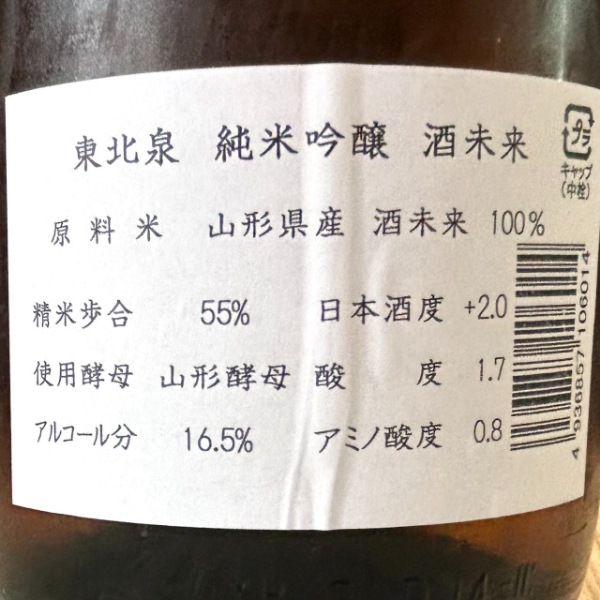 東北泉 純米吟醸 酒未来
プラ
キャップ
(中栓)
原料米 山形県産 酒未来 100%
精米歩合 55% 日本酒度 +2.0
使用酵母 山形酵母 酸度 1.7
アルコール分 16.5% アミノ酸度 0.8
4936857106014